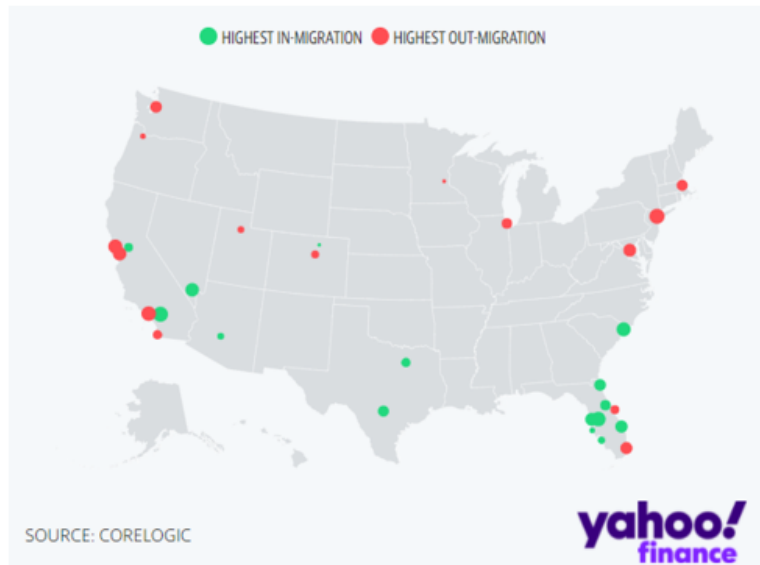 HIGHEST IN-MIGRATION HIGHEST OUT-MIGRATION
SOURCE: CORELOGIC
yahoo!
finance